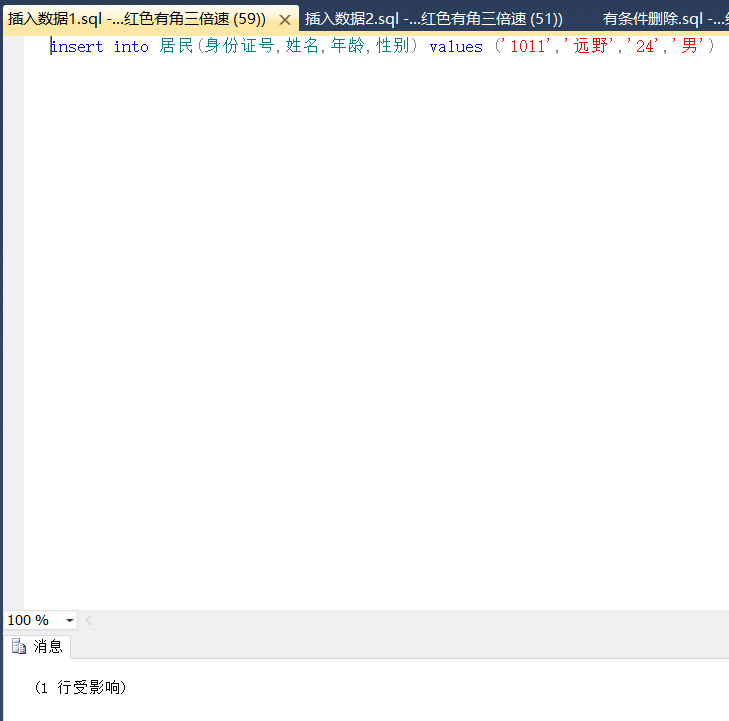 插入数据1.sql -...红色有角三倍速 (59))
插入数据2.sql -...红色有角三倍速 (51))
有条件删除.sql -...
insert into 居民(身份证号,姓名,年龄,性别) values ('1011','远野','24','男')
100 %
消息
(1 行受影响)